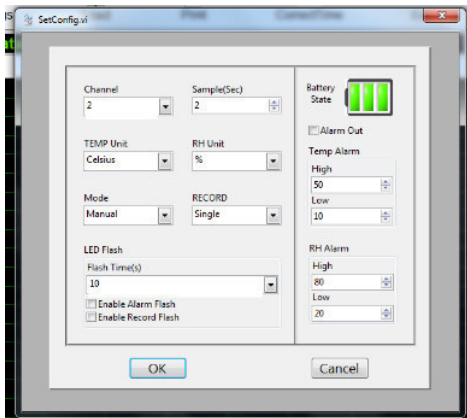 SetConfig.vi
Channel
2
Sample(Sec)
2
TEMP Unit
Celsius
RH Unit
%
Mode
Manual
RECORD
Single
LED Flash
Flash Time(s)
10
Enable Alarm Flash
Enable Record Flash
Battery
State
Alarm Out
Temp Alarm
High
50
Low
10
RH Alarm
High
80
Low
20
OK
Cancel